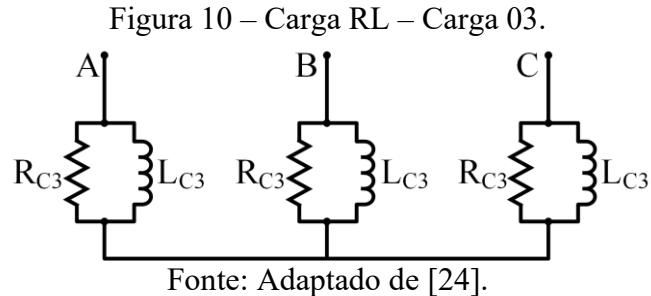 Figura 10 – Carga RL – Carga 03.
A B C
RC3 LC3 RC3 LC3 RC3 LC3
Fonte: Adaptado de [24].